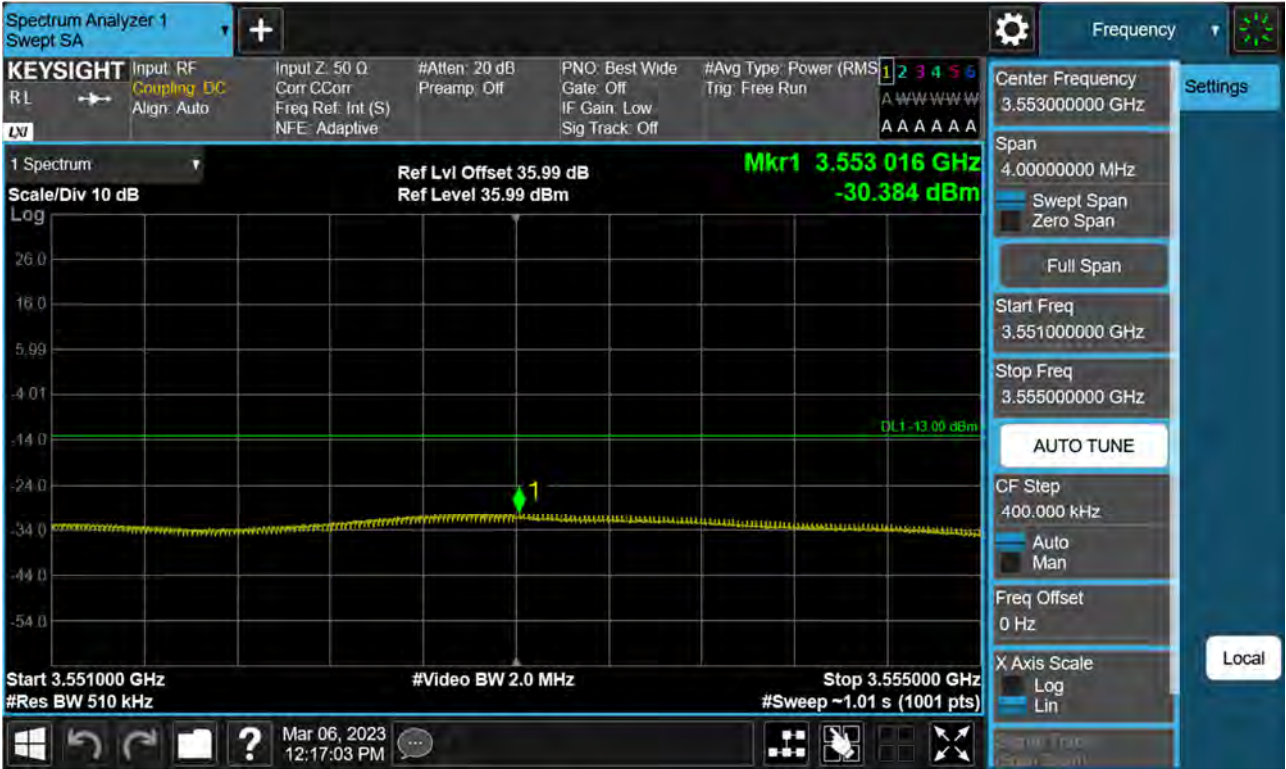 Spectrum Analyzer 1
Swept SA
+
Frequency
KEYSIGHT
RL
LXI
Input: RF
Coupling: DC
Align: Auto
Input Z: 50 Ω
Corr CCorr
Freq Ref: Int (S)
NFE: Adaptive
#Atten: 20 dB
Preamp: Off
PNO: Best Wide
Gate: Off
IF Gain: Low
Sig Track: Off
#Avg Type: Power (RMS
Trig: Free Run
1 2 3 4 5 6
A W W W W W
A A A A A A
1 Spectrum
Scale/Div 10 dB
Log
Ref Lvl Offset 35.99 dB
Ref Level 35.99 dBm
Mkr1 3.553 016 GHz
-30.384 dBm
26.0
16.0
5.99
-4.01
-14.0
-24.0
-34.0
-44.0
-54.0
DL1 -13.00 dBm
1
Start 3.551000 GHz
#Res BW 510 kHz
#Video BW 2.0 MHz
Stop 3.555000 GHz
#Sweep ~1.01 s (1001 pts)
Center Frequency
3.553000000 GHz
Settings
Span
4.00000000 MHz
Swept Span
Zero Span
Full Span
Start Freq
3.551000000 GHz
Stop Freq
3.555000000 GHz
AUTO TUNE
CF Step
400.000 kHz
Auto
Man
Freq Offset
0 Hz
X Axis Scale
Log
Lin
Local
?
Mar 06, 2023
12:17:03 PM